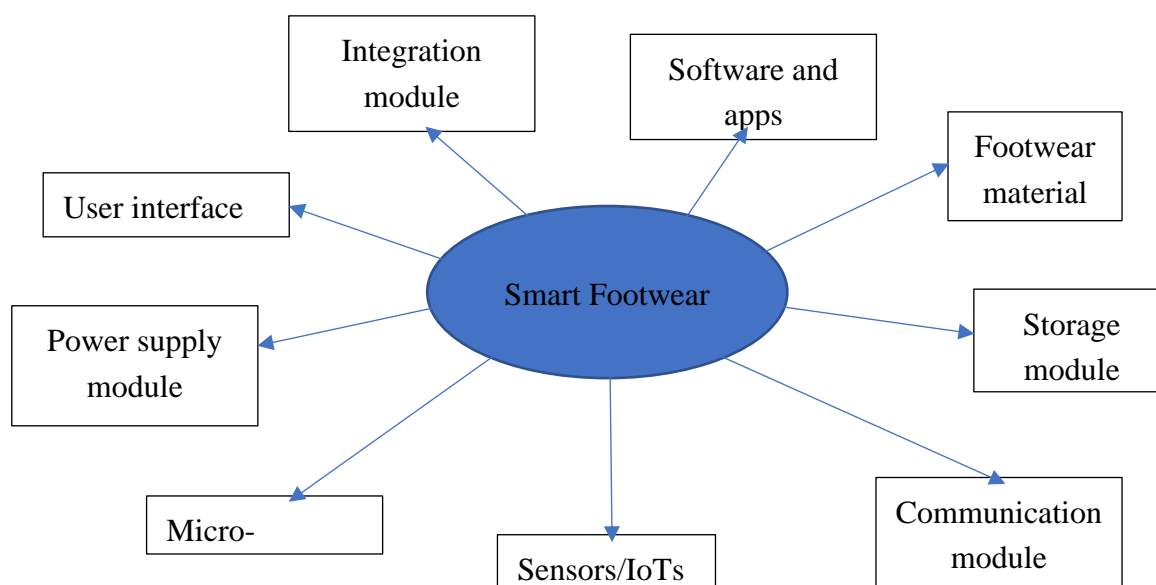 Integration
module
Software and
apps
Footwear
material
User interface
Smart Footwear
Power supply
module
Storage
module
Micro-
Communication
module
Sensors/IoTs